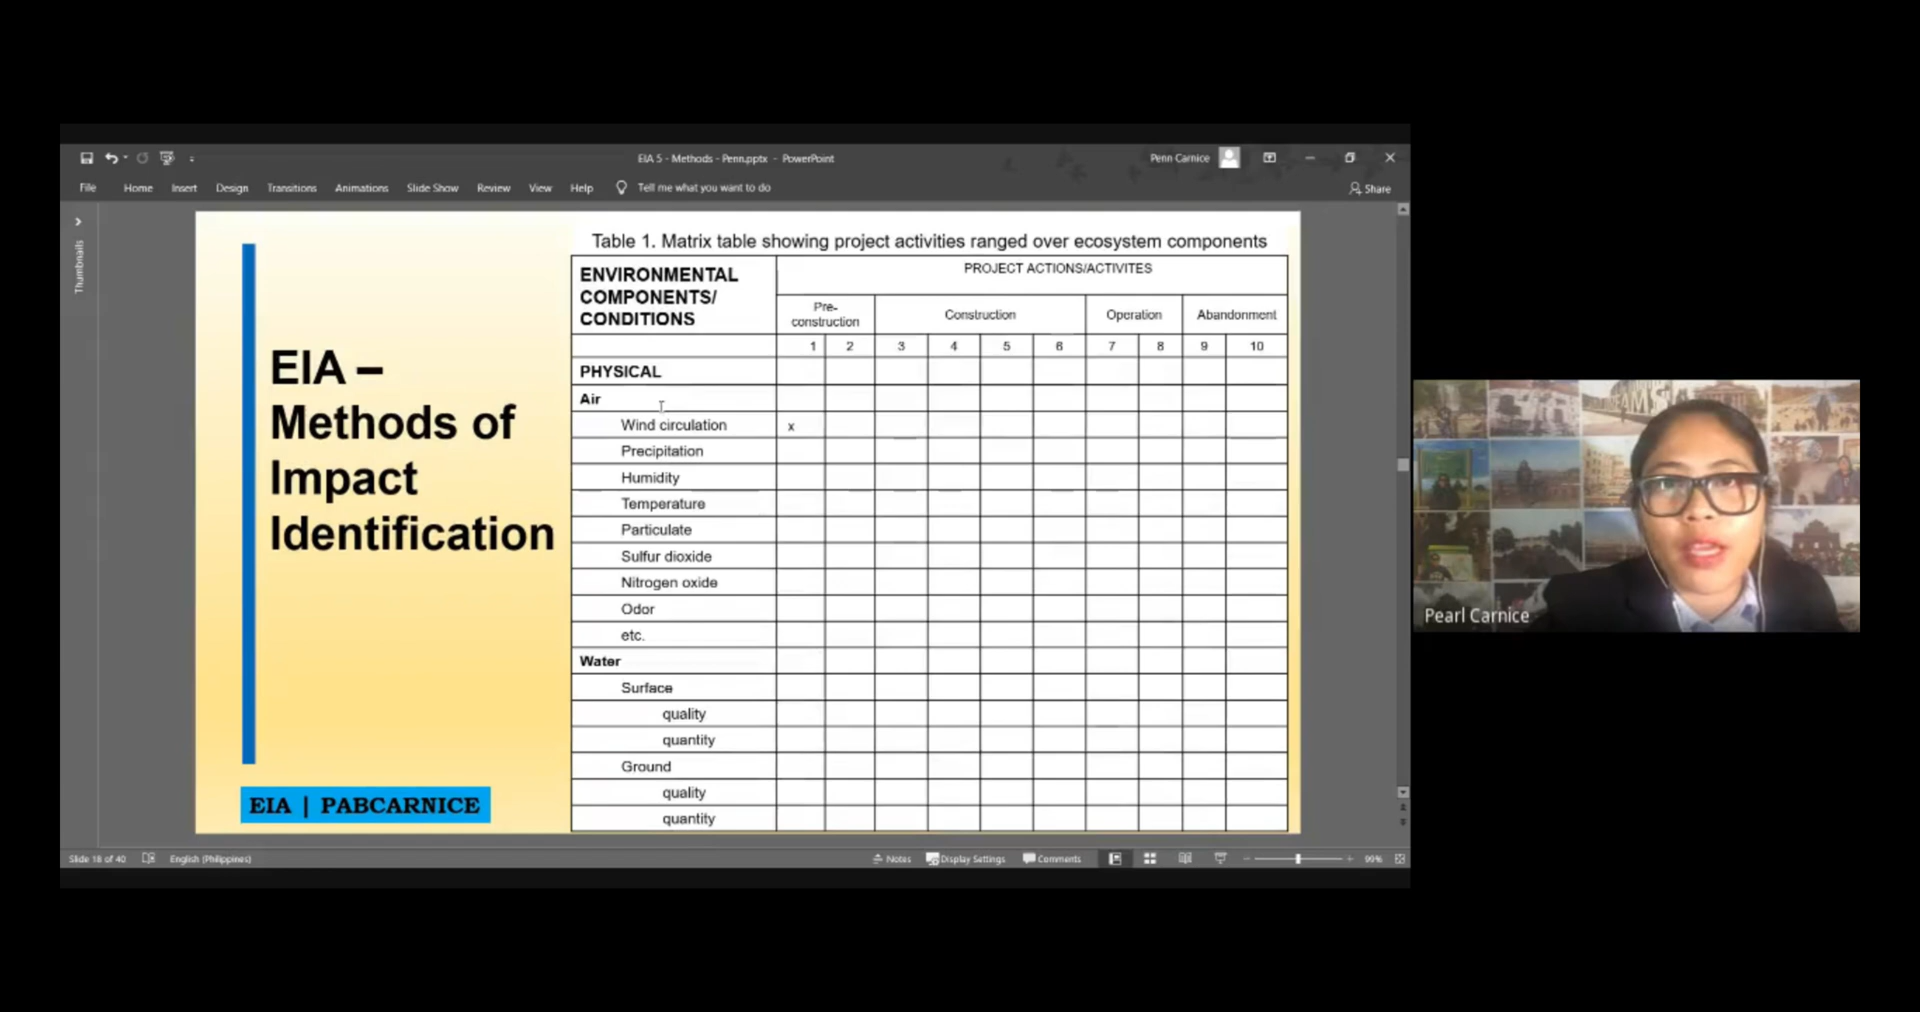 EIA 5 - Methods - Penn.pptx - PowerPoint
Penn Carnice
File Home Insert Design Transitions Animations Slide Show Review View Help Tell me what you want to do
Share
Thumbnails
EIA –
Methods of
Impact
Identification
EIA | PABCARNICE
Table 1. Matrix table showing project activities ranged over ecosystem components
ENVIRONMENTAL
COMPONENTS/
CONDITIONS
PROJECT ACTIONS/ACTIVITES
Pre-
construction
Construction
Operation
Abandonment
1 2 3 4 5 6 7 8 9 10
PHYSICAL
Air
Wind circulation x
Precipitation
Humidity
Temperature
Particulate
Sulfur dioxide
Nitrogen oxide
Odor
etc.
Water
Surface
quality
quantity
Ground
quality
quantity
Slide 18 of 40 English (Philippines) Notes Display Settings Comments 99%
Pearl Carnice